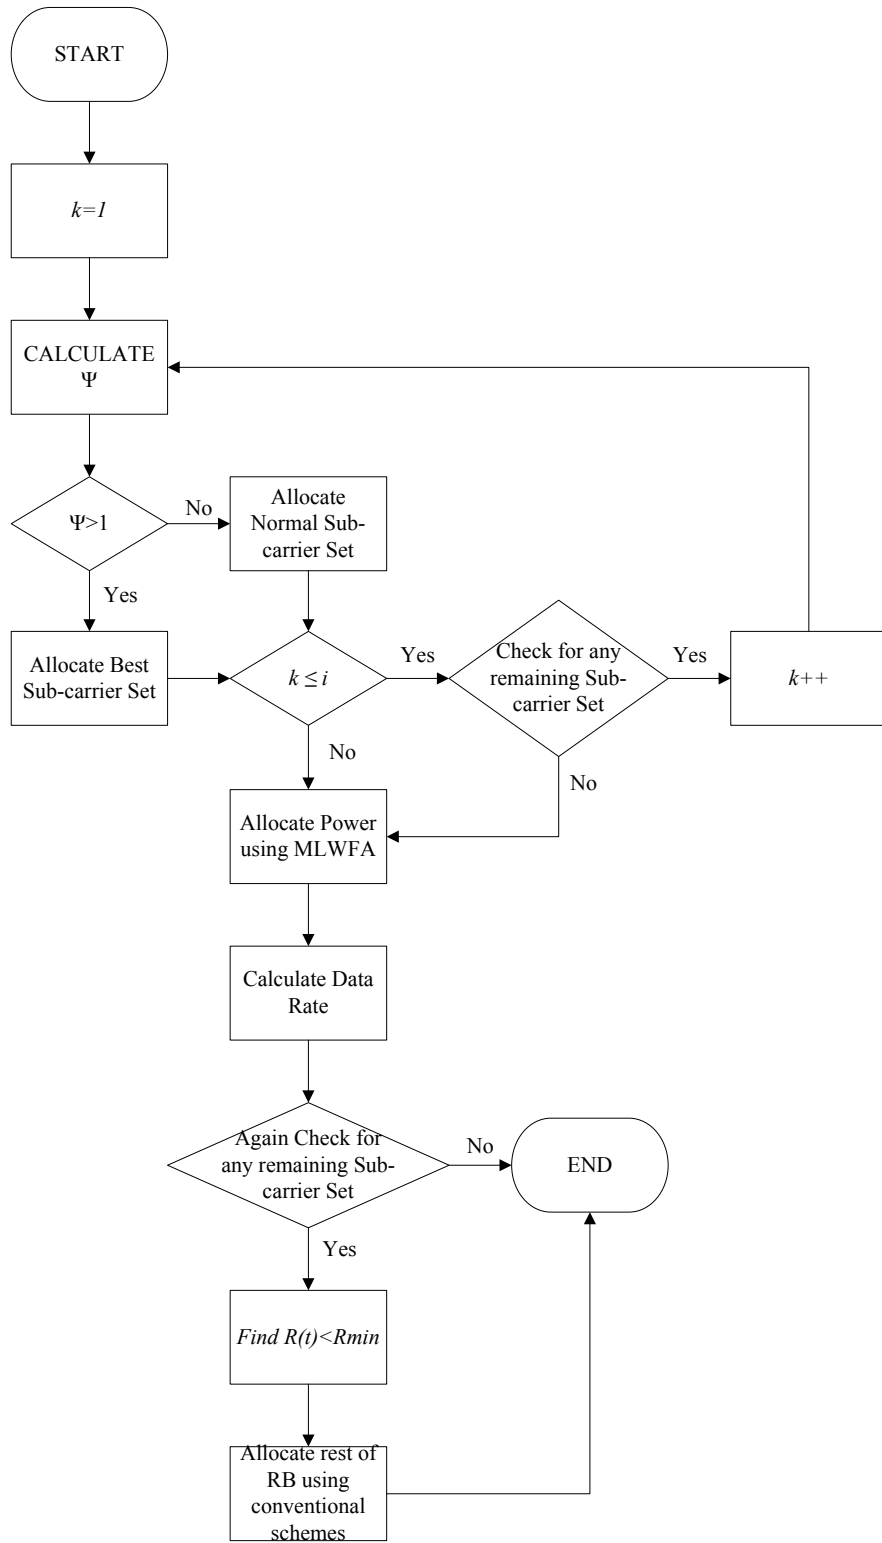 START
k=1
CALCULATE
Ψ
Ψ>1
No
Allocate
Normal Sub-
carrier Set
Yes
Allocate Best
Sub-carrier Set
k ≤ i
Yes
Check for any
remaining Sub-
carrier Set
Yes
k++
No
No
Allocate Power
using MLWFA
Calculate Data
Rate
Again Check for
any remaining Sub-
carrier Set
No
END
Yes
Find R(t)<Rmin
Allocate rest of
RB using
conventional
schemes